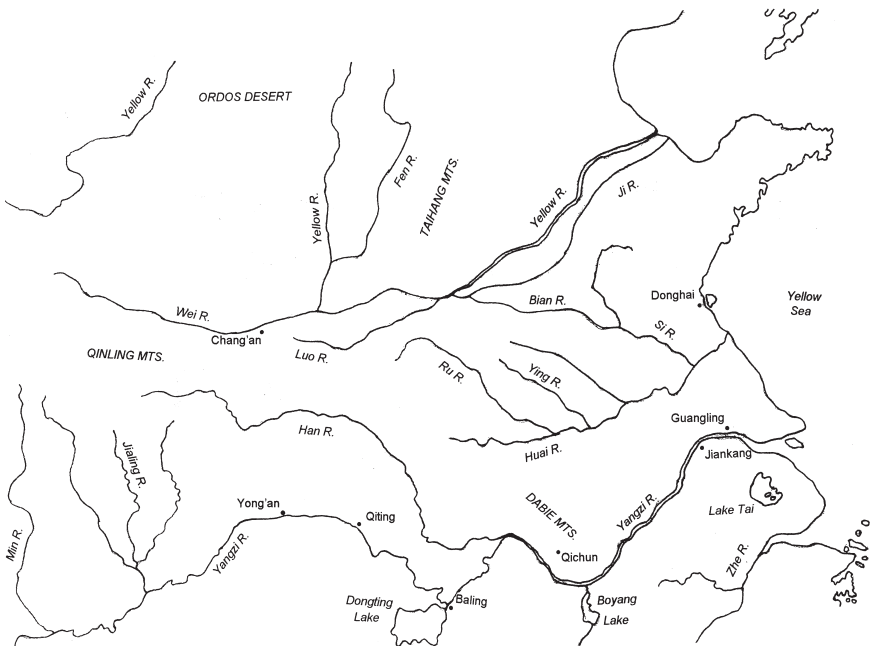 Yellow R.
ORDOS DESERT
Yellow R.
Fen R.
TAIHANG MTS.
Yellow R.
Ji R.
Wei R.
Chang'an
Luo R.
Bian R.
Si R.
Donghai
Yellow
Sea
QINLING MTS.
Ru R.
Ying R.
Han R.
Huai R.
Guangling
Jiankang
Jialing R.
Min R.
Yong'an
Qiting
Yangzi R.
DABIE MTS.
Yangzi R.
Lake Tai
Qichun
Zhe R.
Dongting
Lake
Baling
Boyang
Lake